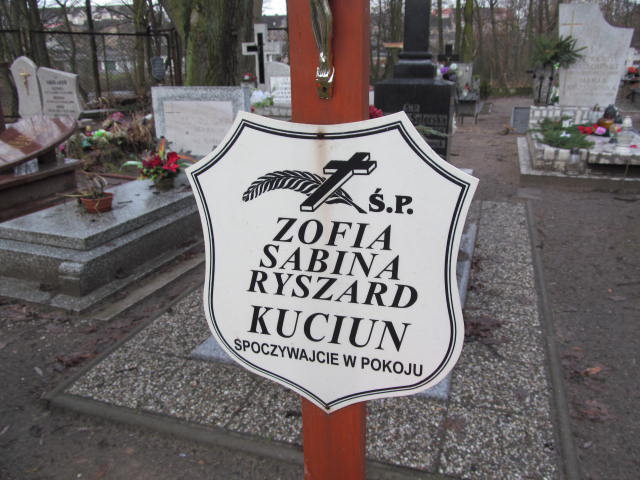 Ś.P.
ZOFIA
SABINA
RYSZARD
KUCIUN
SPOCZYWAJCIE W POKOJU